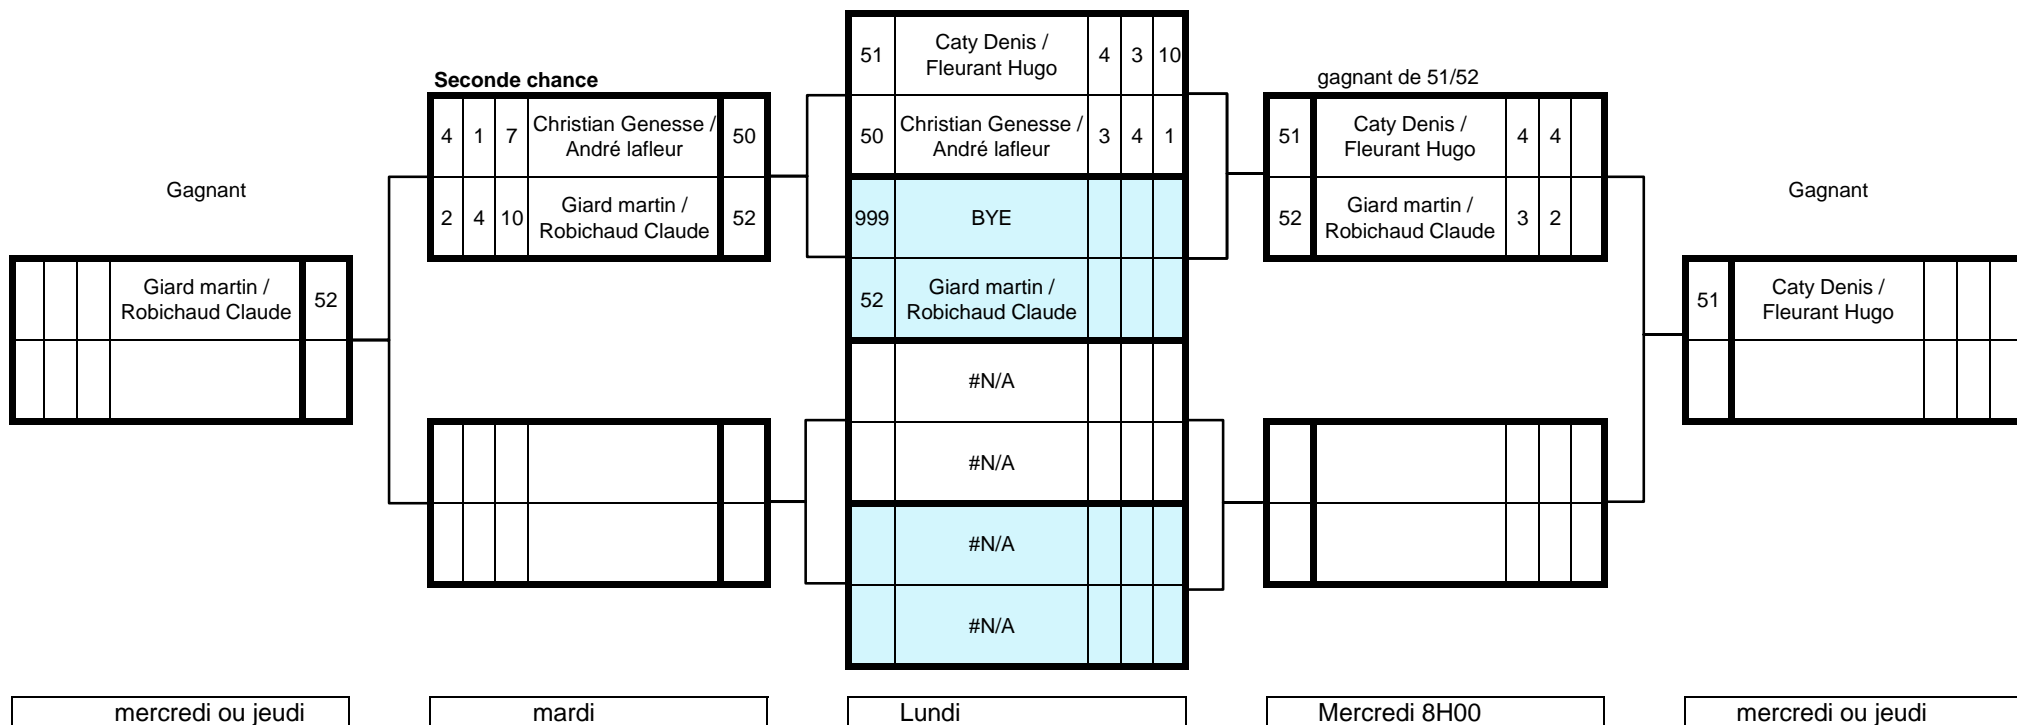 Seconde chance
gagnant de 51/52
Gagnant
Gagnant
52 Giard martin /
Robichaud Claude
4 1 7 Christian Genesse /
André lafleur 50
2 4 10 Giard martin /
Robichaud Claude 52
51 Caty Denis /
Fleurant Hugo 4 3 10
50 Christian Genesse /
André lafleur 3 4 1
999 BYE
52 Giard martin /
Robichaud Claude
#N/A
#N/A
#N/A
#N/A
51 Caty Denis /
Fleurant Hugo 4 4
52 Giard martin /
Robichaud Claude 3 2
51 Caty Denis /
Fleurant Hugo
mercredi ou jeudi
mardi
Lundi
Mercredi 8H00
mercredi ou jeudi